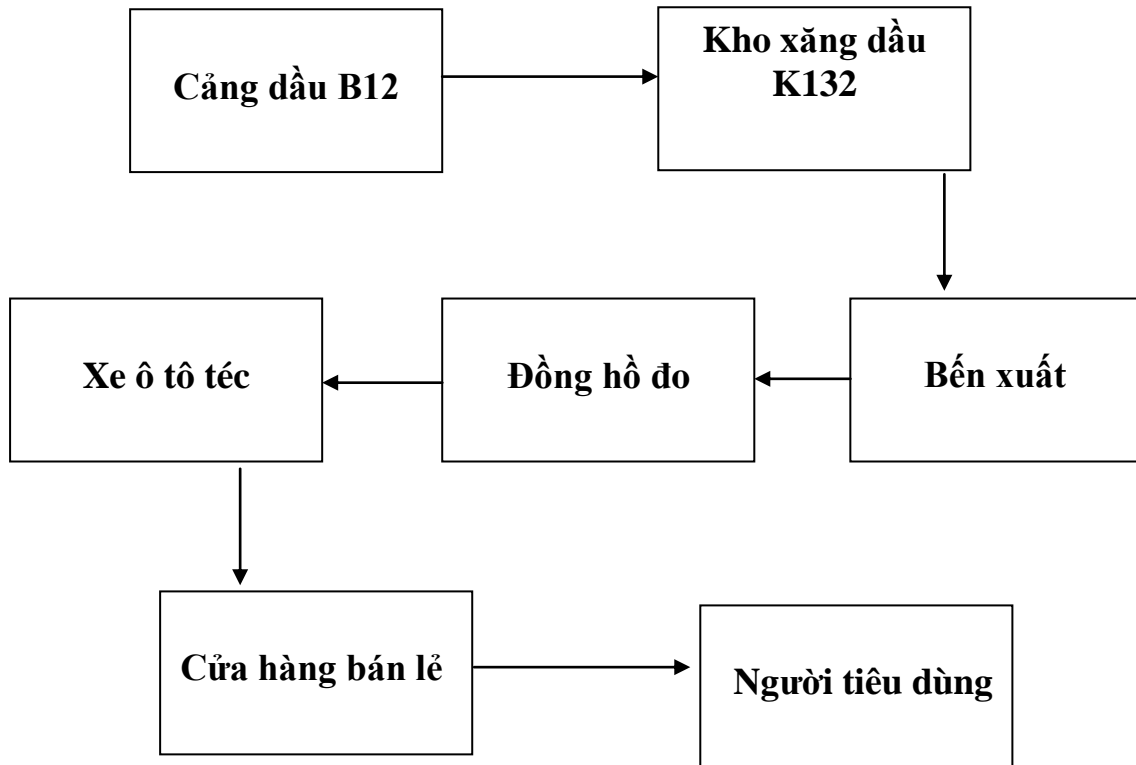 Cảng dầu B12
Kho xăng dầu
K132
Xe ô tô téc
Đồng hồ đo
Bến xuất
Cửa hàng bán lẻ
Người tiêu dùng